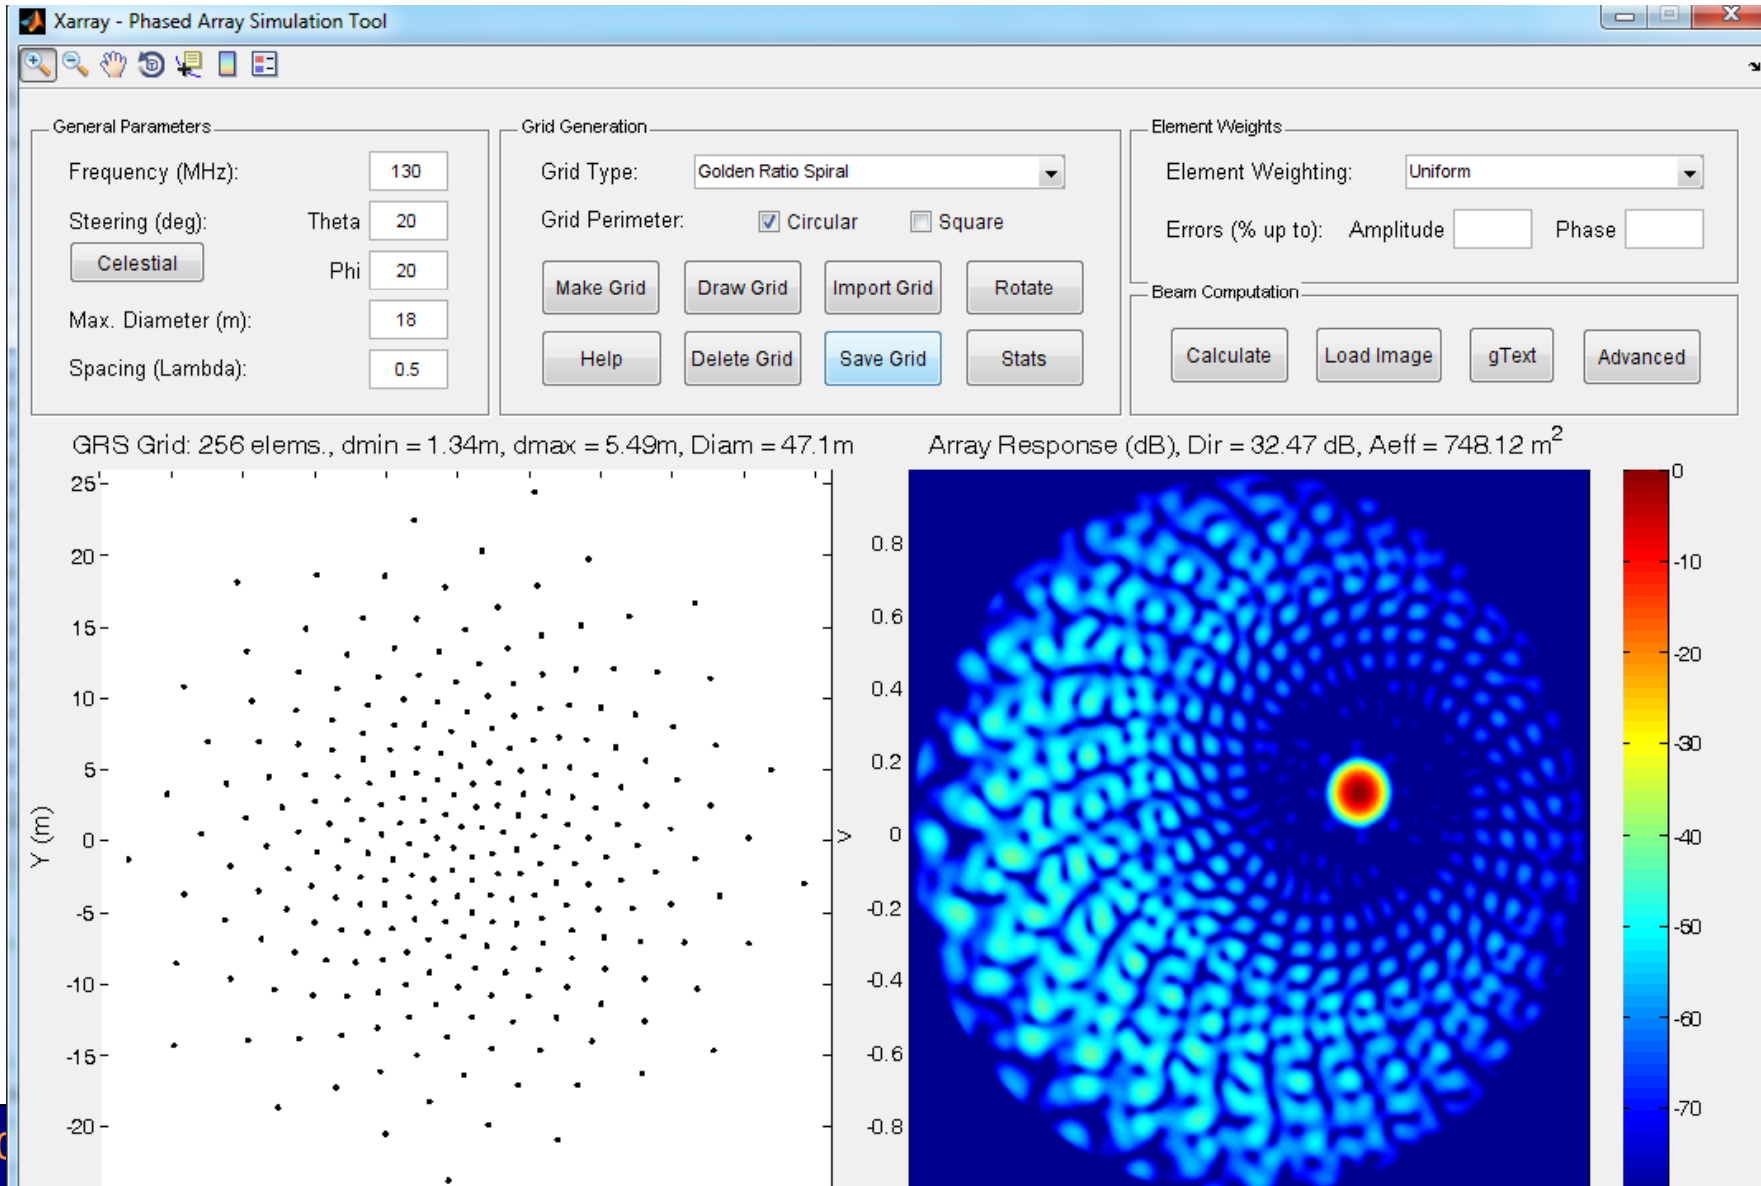 Xarray - Phased Array Simulation Tool
General Parameters
Frequency (MHz): 130
Steering (deg): Theta 20
Celestial
Phi 20
Max. Diameter (m): 18
Spacing (Lambda): 0.5
Grid Generation
Grid Type: Golden Ratio Spiral
Grid Perimeter: Circular Square
Make Grid Draw Grid Import Grid Rotate
Help Delete Grid Save Grid Stats
Element Weights
Element Weighting: Uniform
Errors (% up to): Amplitude Phase
Beam Computation
Calculate Load Image gText Advanced
GRS Grid: 256 elems., dmin = 1.34m, dmax = 5.49m, Diam = 47.1m
25
20
15
10
5
0
-5
-10
-15
-20
Y (m)
Array Response (dB), Dir = 32.47 dB, Aeff = 748.12 m²
0.8
0.6
0.4
0.2
0
-0.2
-0.4
-0.6
-0.8
v
0
-10
-20
-30
-40
-50
-60
-70